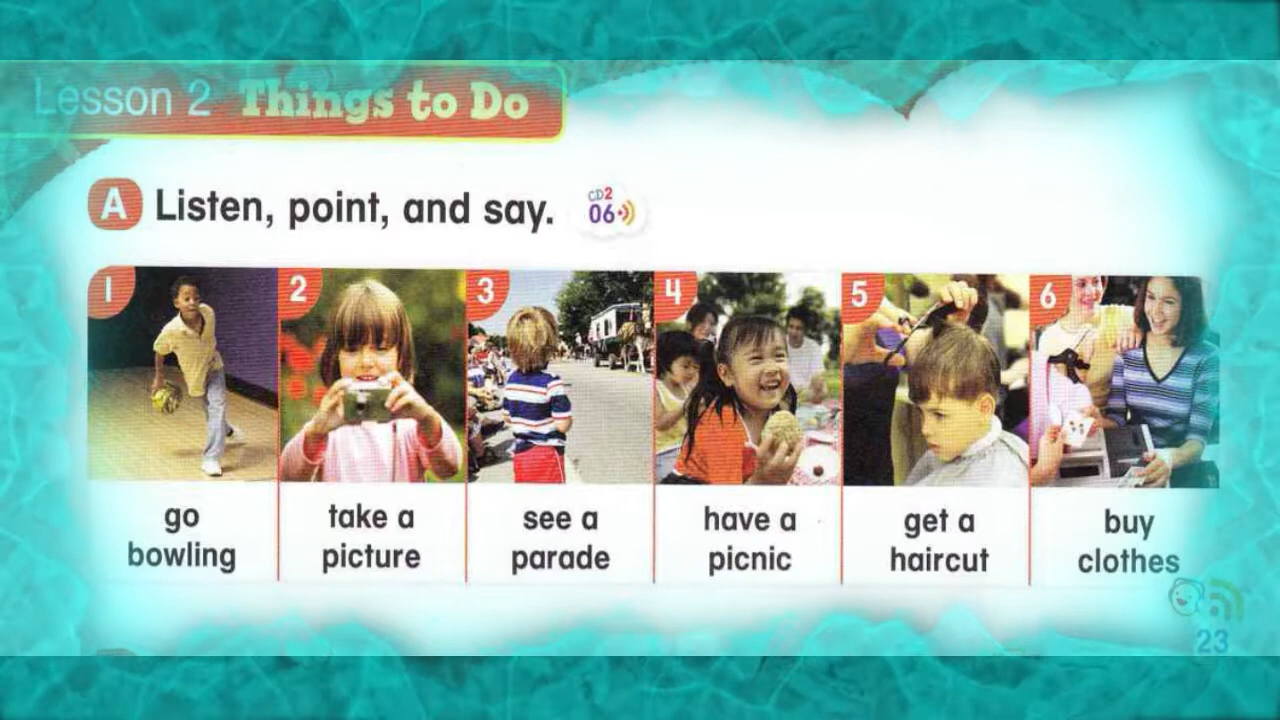 Lesson 2 Things to Do
A Listen, point, and say. CD2 06
1 2 3 4 5 6
go bowling
take a picture
see a parade
have a picnic
get a haircut
buy clothes
23